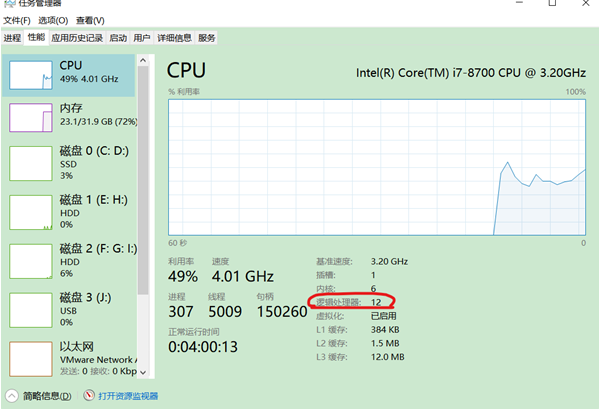 任务管理器
文件(F) 选项(O) 查看(V)
进程 性能 应用历史记录 启动 用户 详细信息 服务
CPU
49% 4.01 GHz
内存
23.1/31.9 GB (72%)
磁盘 0 (C: D:)
SSD
3%
磁盘 1 (E: H:)
HDD
0%
磁盘 2 (F: G: I:)
HDD
6%
磁盘 3 (J:)
USB
0%
以太网
VMware Network A
发送: 0 接收: 0 Kbp
CPU
Intel(R) Core(TM) i7-8700 CPU @ 3.20GHz
% 利用率 100%
60 秒 0
利用率 速度
49% 4.01 GHz
进程 线程 句柄
307 5009 150260
正常运行时间
0:04:00:13
基准速度: 3.20 GHz
插槽: 1
内核: 6
逻辑处理器: 12
虚拟化: 已启用
L1 缓存: 384 KB
L2 缓存: 1.5 MB
L3 缓存: 12.0 MB
简略信息(D) 打开资源监视器